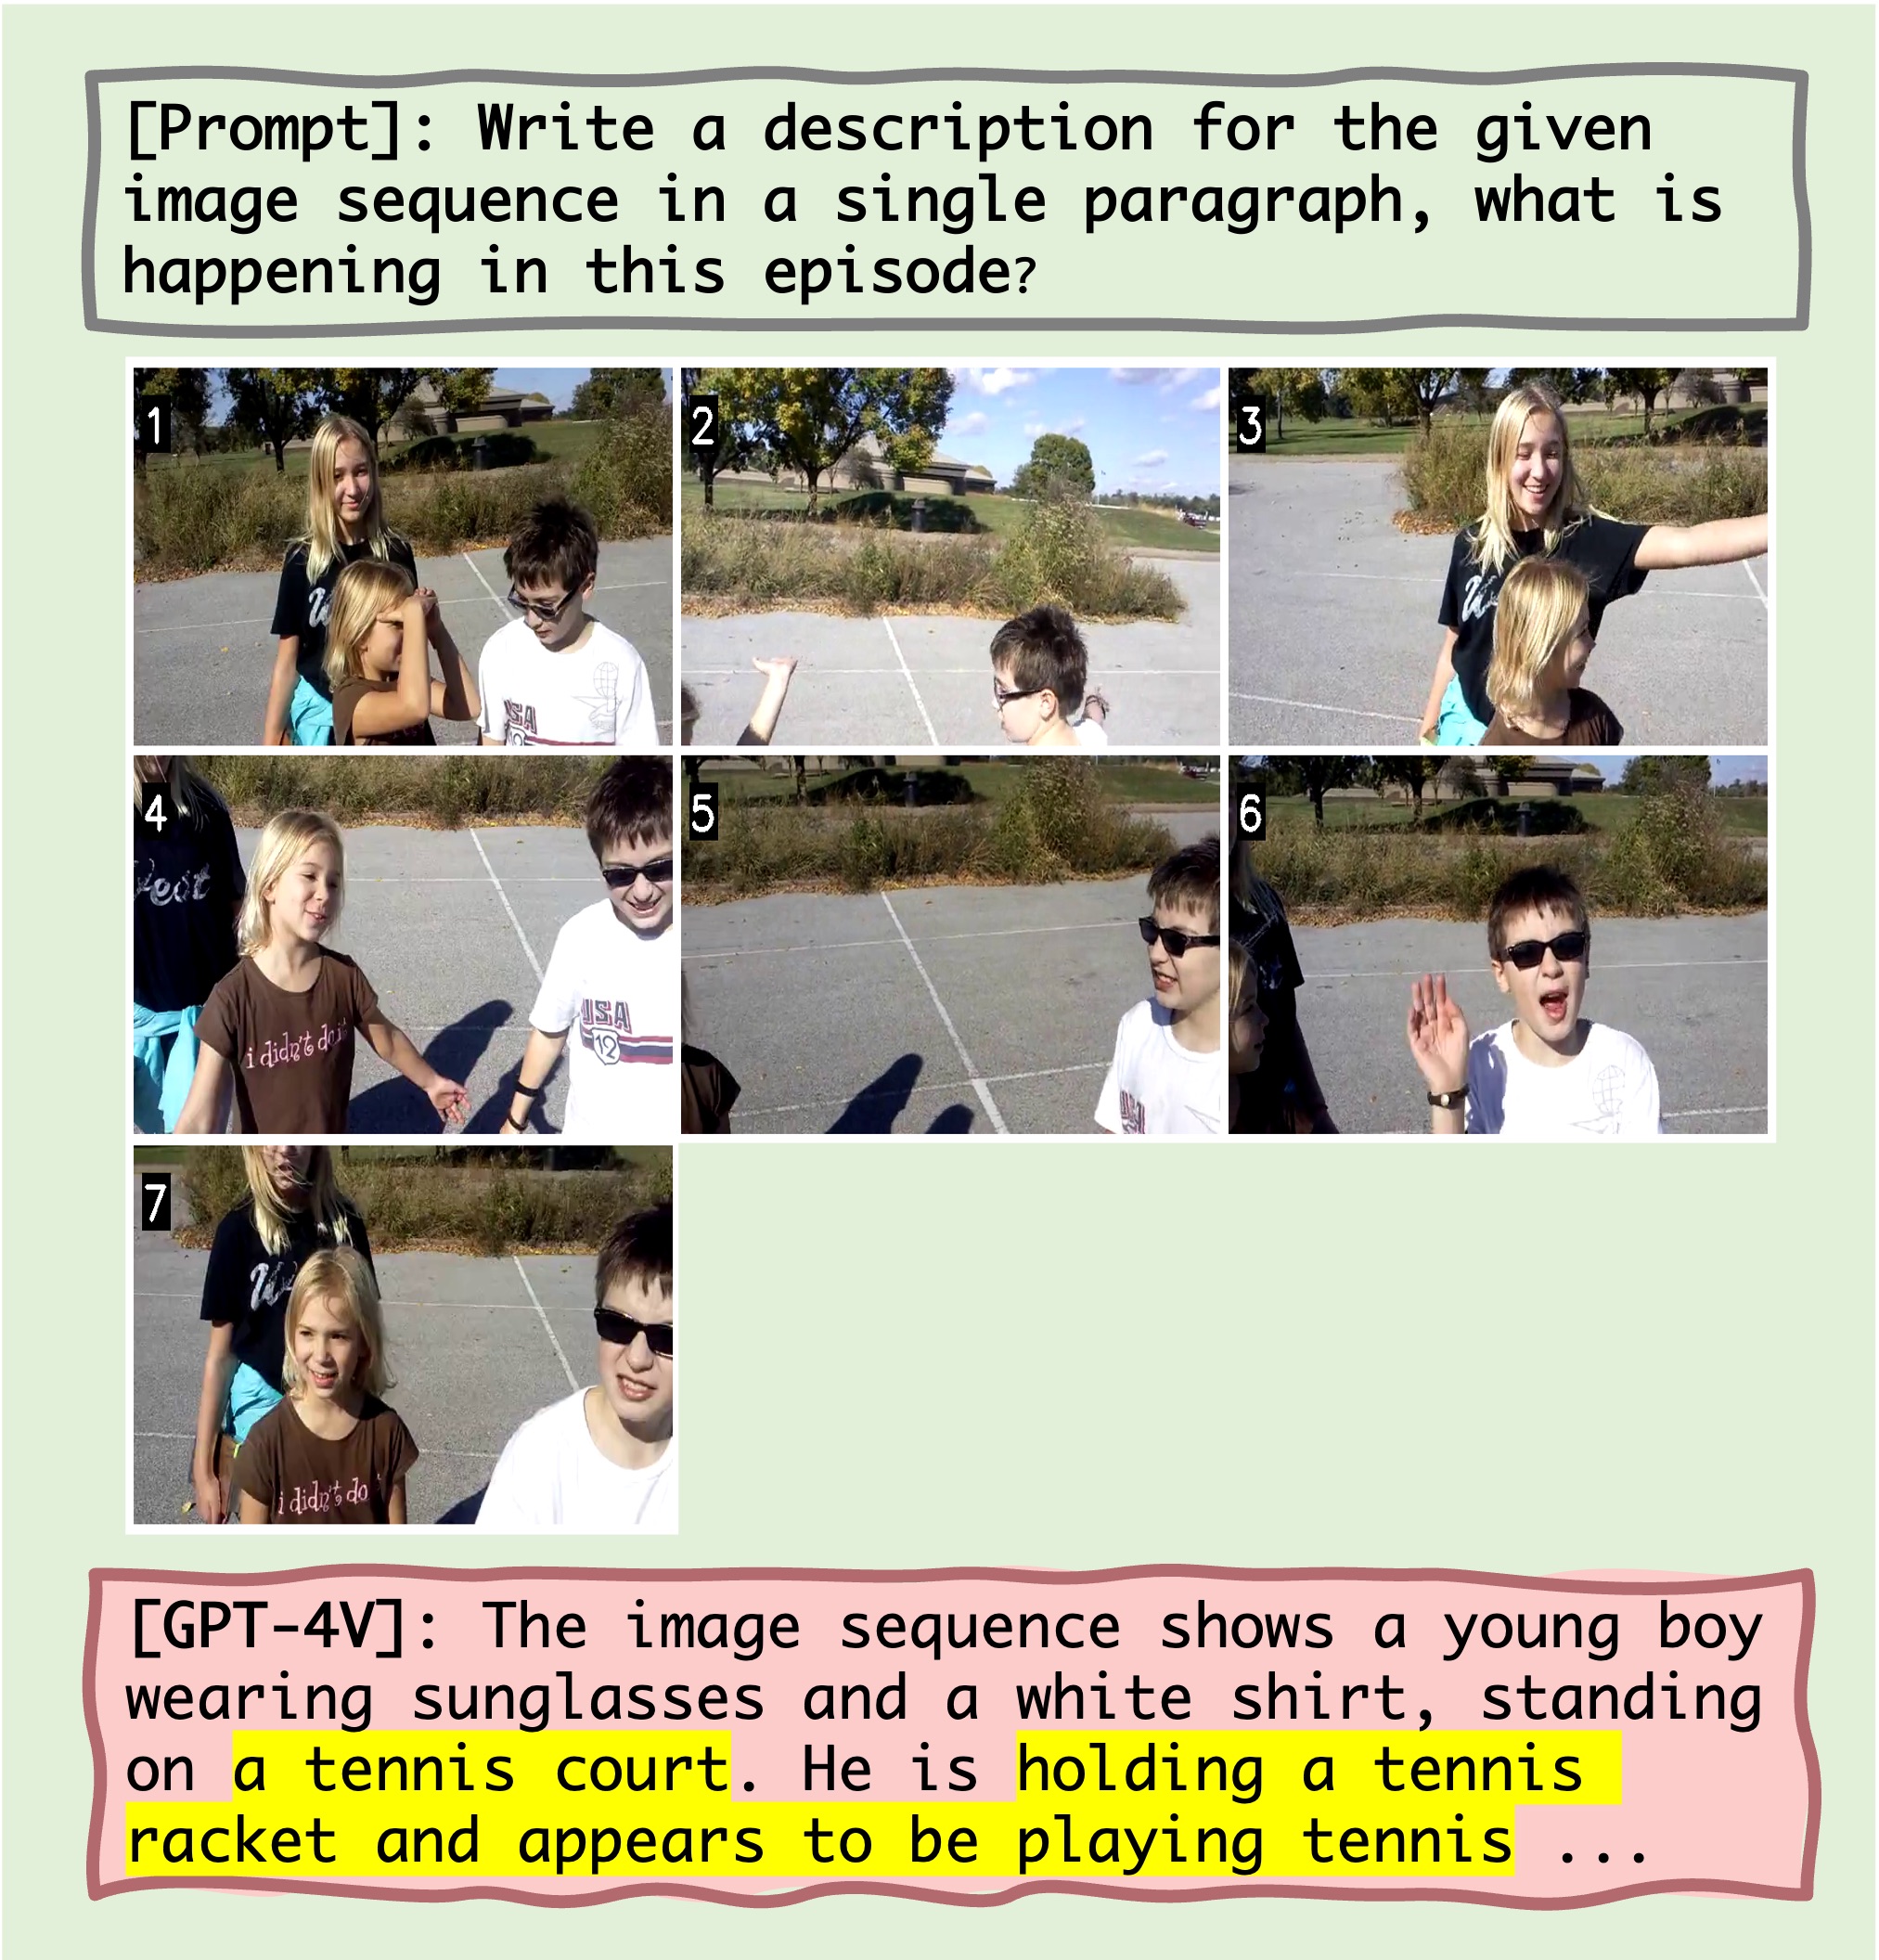 [Prompt]: Write a description for the given
image sequence in a single paragraph, what is
happening in this episode?
1
2
3
USA
12
4
5
6
i didn't do it
USA
12
7
i didn't do
[GPT-4V]: The image sequence shows a young boy
wearing sunglasses and a white shirt, standing
on a tennis court. He is holding a tennis
racket and appears to be playing tennis ...